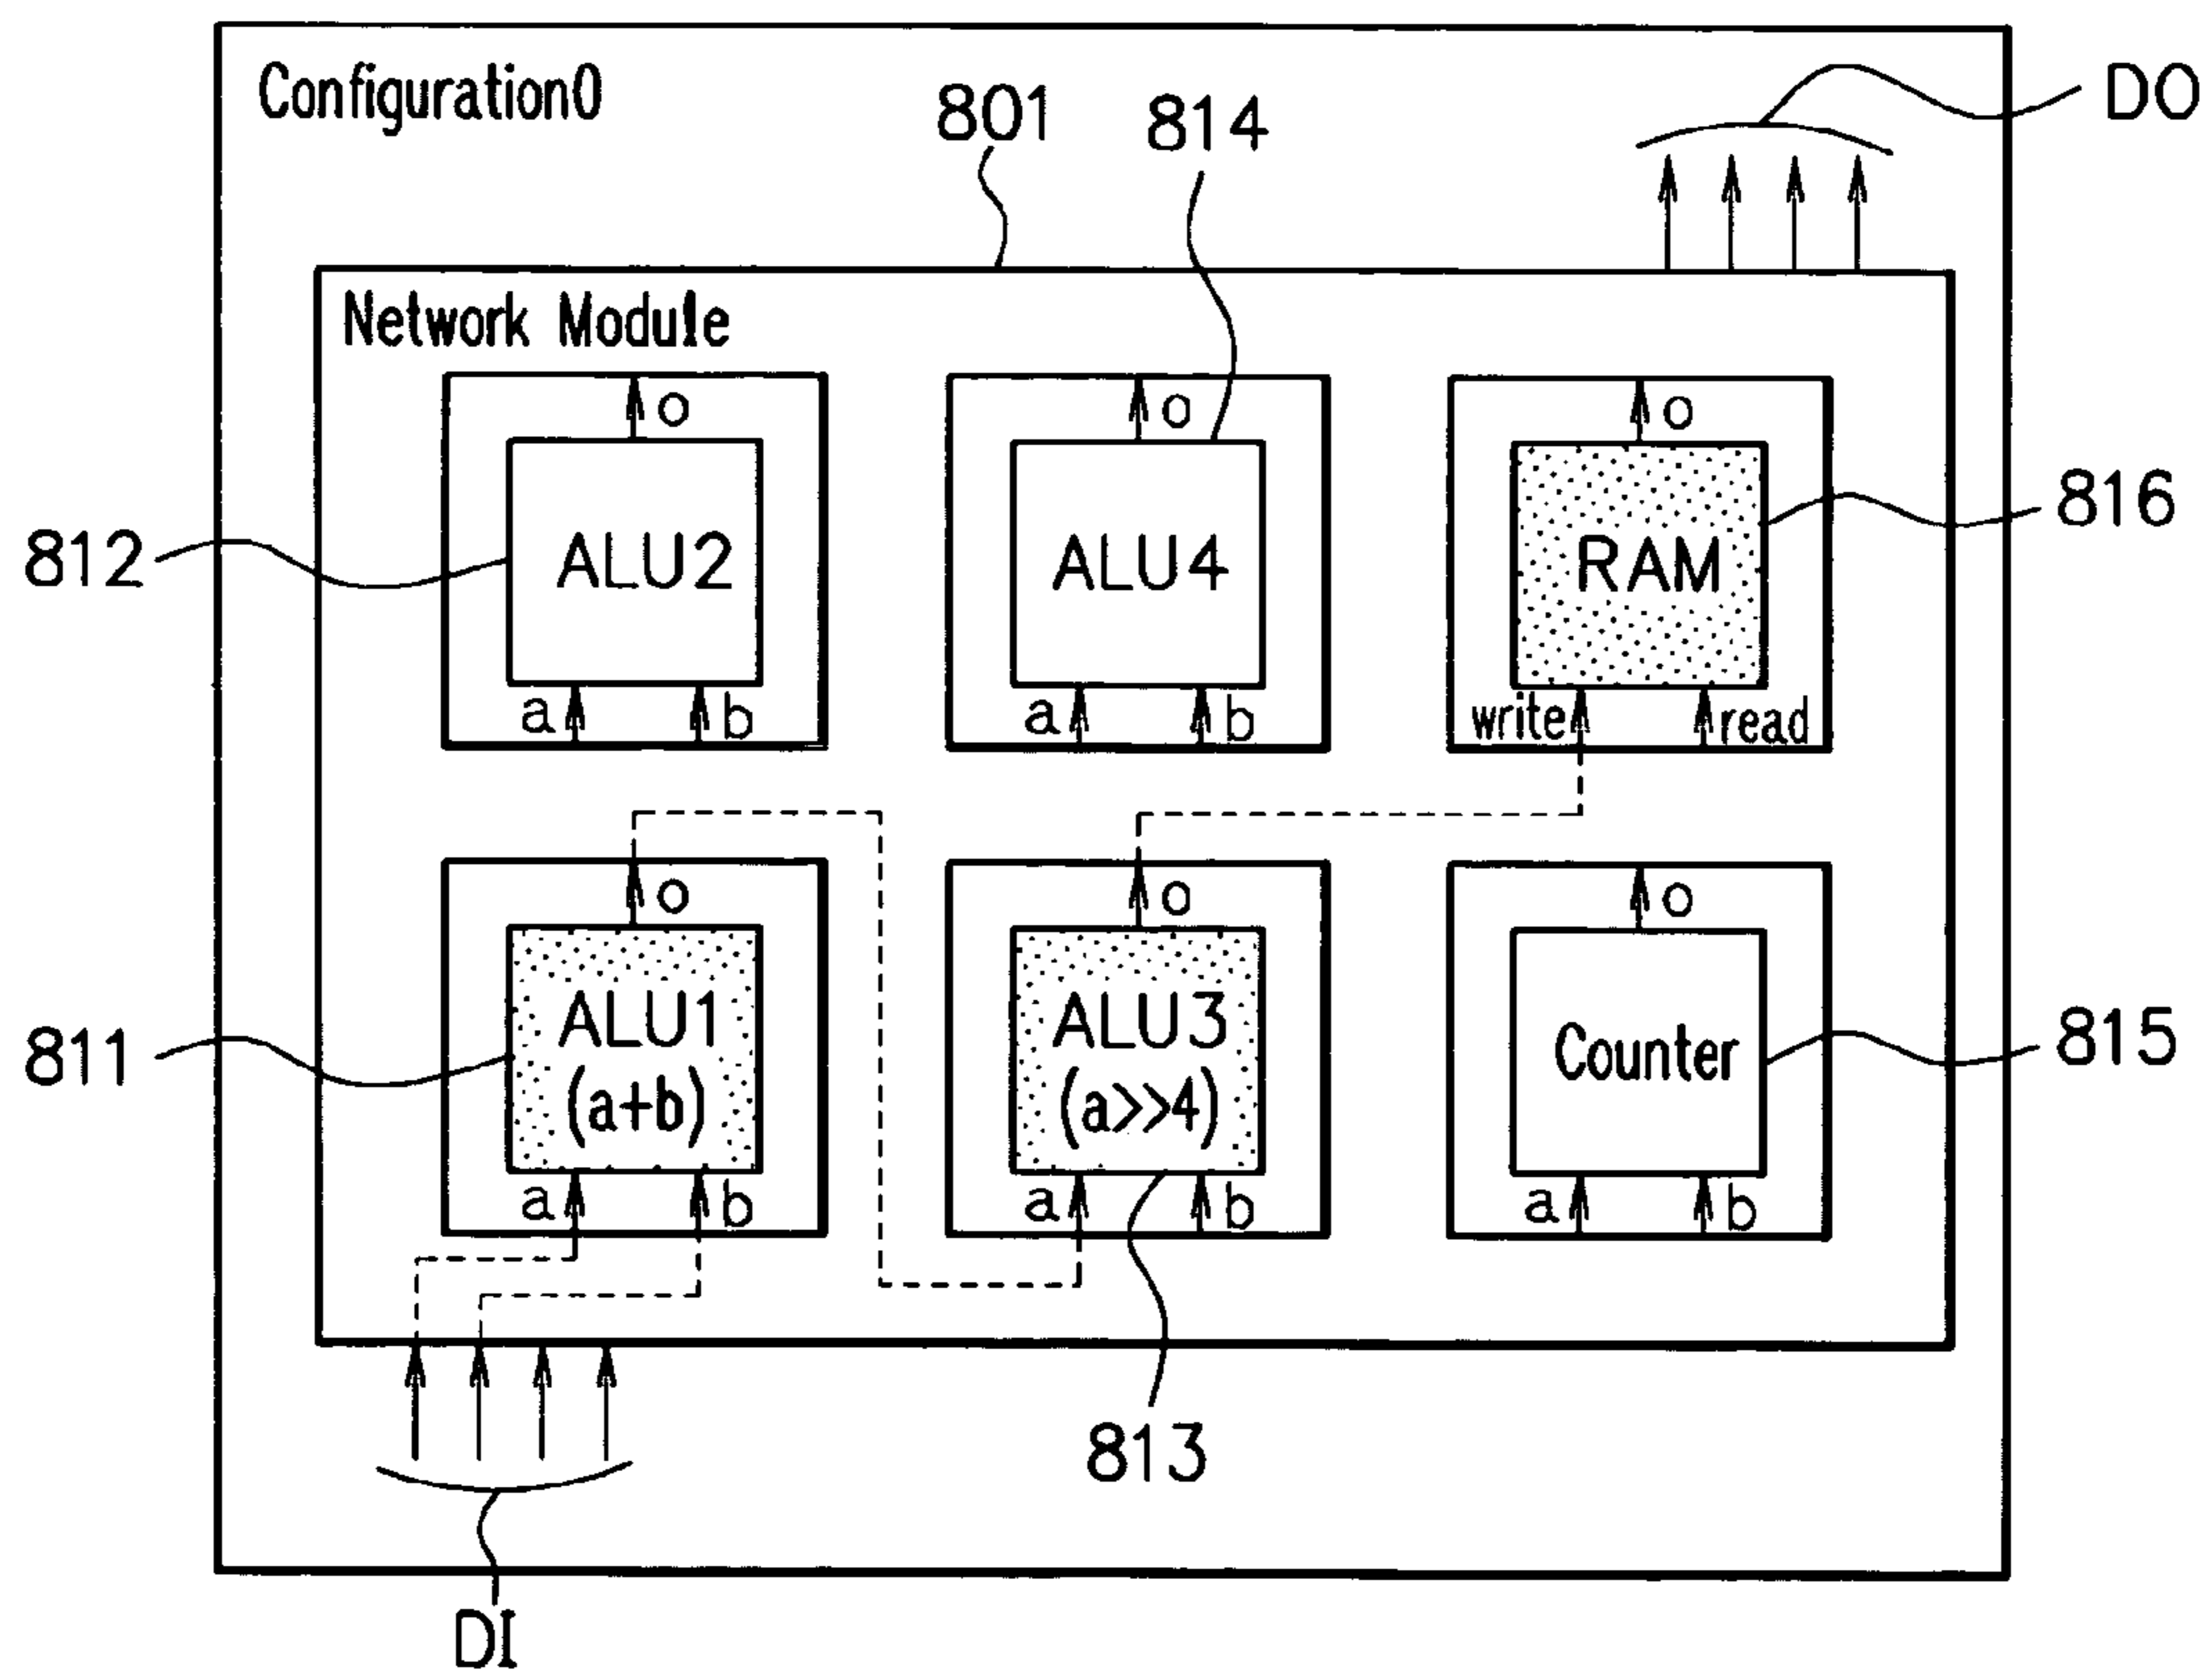 Configuration0
801
814
DO
Network Module
o
o
o
812
ALU2
ALU4
RAM
816
a
b
a
b
write
read
o
o
o
811
ALU1
(a+b)
ALU3
(a>>4)
Counter
815
a
b
a
b
a
b
813
DI